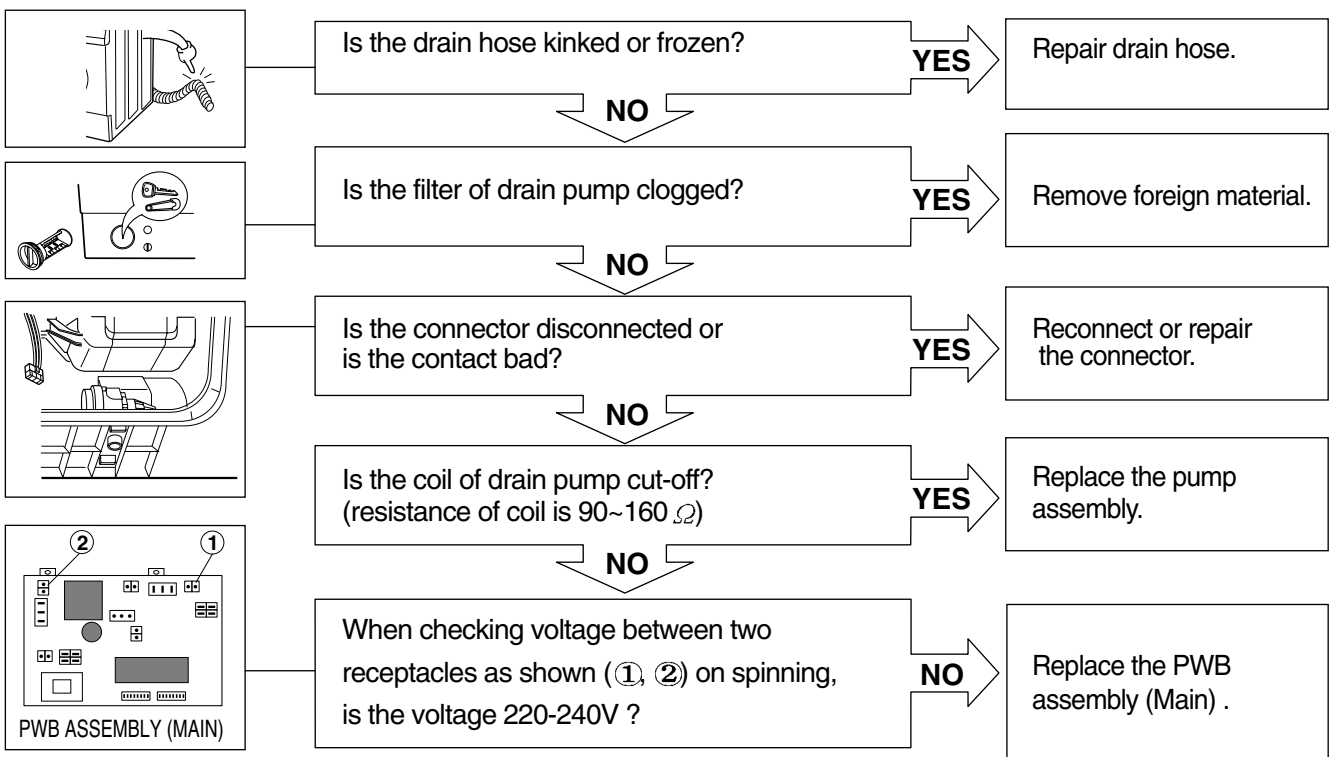 Is the drain hose kinked or frozen?
YES
Repair drain hose.
NO
Is the filter of drain pump clogged?
YES
Remove foreign material.
NO
Is the connector disconnected or
is the contact bad?
YES
Reconnect or repair
the connector.
NO
Is the coil of drain pump cut-off?
(resistance of coil is 90~160 Ω)
YES
Replace the pump
assembly.
NO
② ①
PWB ASSEMBLY (MAIN)
When checking voltage between two
receptacles as shown (①, ②) on spinning,
is the voltage 220-240V ?
NO
Replace the PWB
assembly (Main) .